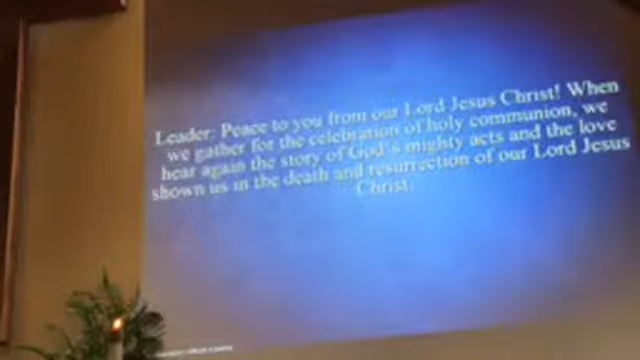 Leader: Peace to you from our Lord Jesus Christ! When
we gather for the celebration of holy communion, we
hear again the story of God's mighty acts and the love
shown us in the death and resurrection of our Lord Jesus
Christ.